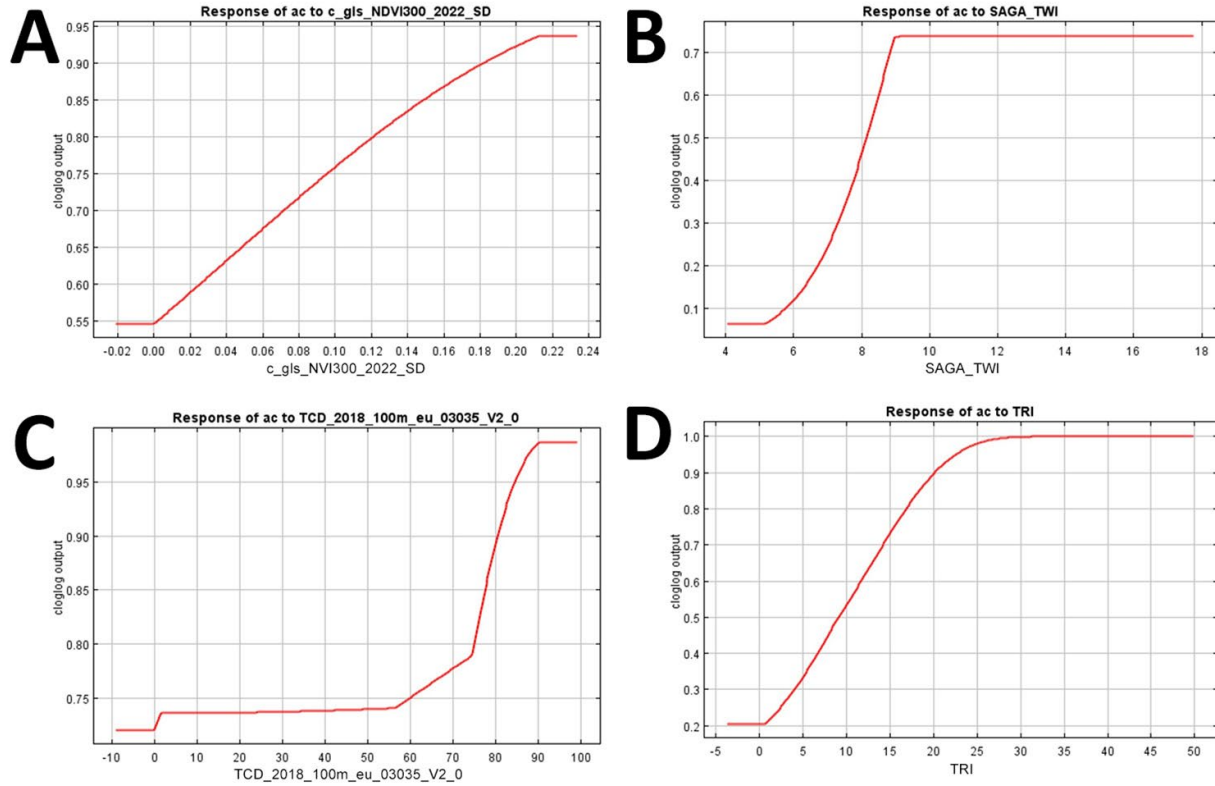 A
Response of ac to c_gls_NDVI300_2022_SD
cloglog output
0.95
0.90
0.85
0.80
0.75
0.70
0.65
0.60
0.55
-0.02 0.00 0.02 0.04 0.06 0.08 0.10 0.12 0.14 0.16 0.18 0.20 0.22 0.24
c_gls_NVI300_2022_SD
B
Response of ac to SAGA_TWI
cloglog output
0.7
0.6
0.5
0.4
0.3
0.2
0.1
4 6 8 10 12 14 16 18
SAGA_TWI
C
Response of ac to TCD_2018_100m_eu_03035_V2_0
cloglog output
0.95
0.90
0.85
0.80
0.75
-10 0 10 20 30 40 50 60 70 80 90 100
TCD_2018_100m_eu_03035_V2_0
D
Response of ac to TRI
cloglog output
1.0
0.9
0.8
0.7
0.6
0.5
0.4
0.3
0.2
-5 0 5 10 15 20 25 30 35 40 45 50
TRI